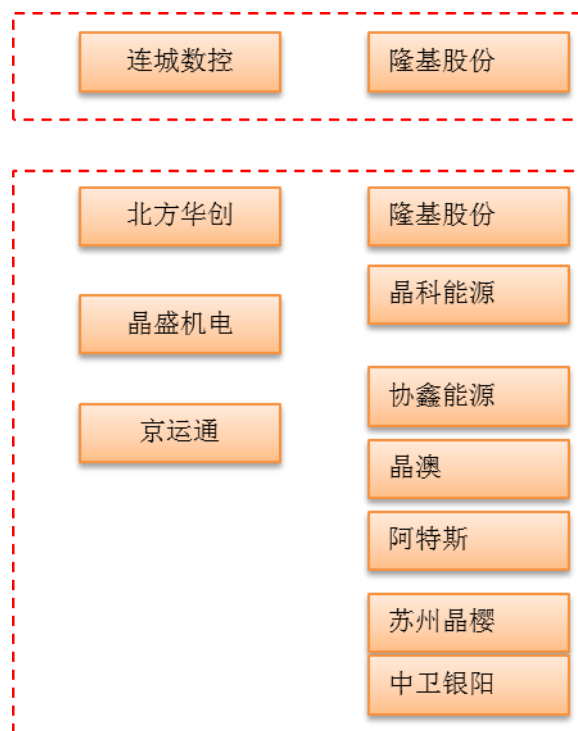 连城数控
隆基股份
北方华创
隆基股份
晶科能源
晶盛机电
协鑫能源
京运通
晶澳
阿特斯
苏州晶樱
中卫银阳